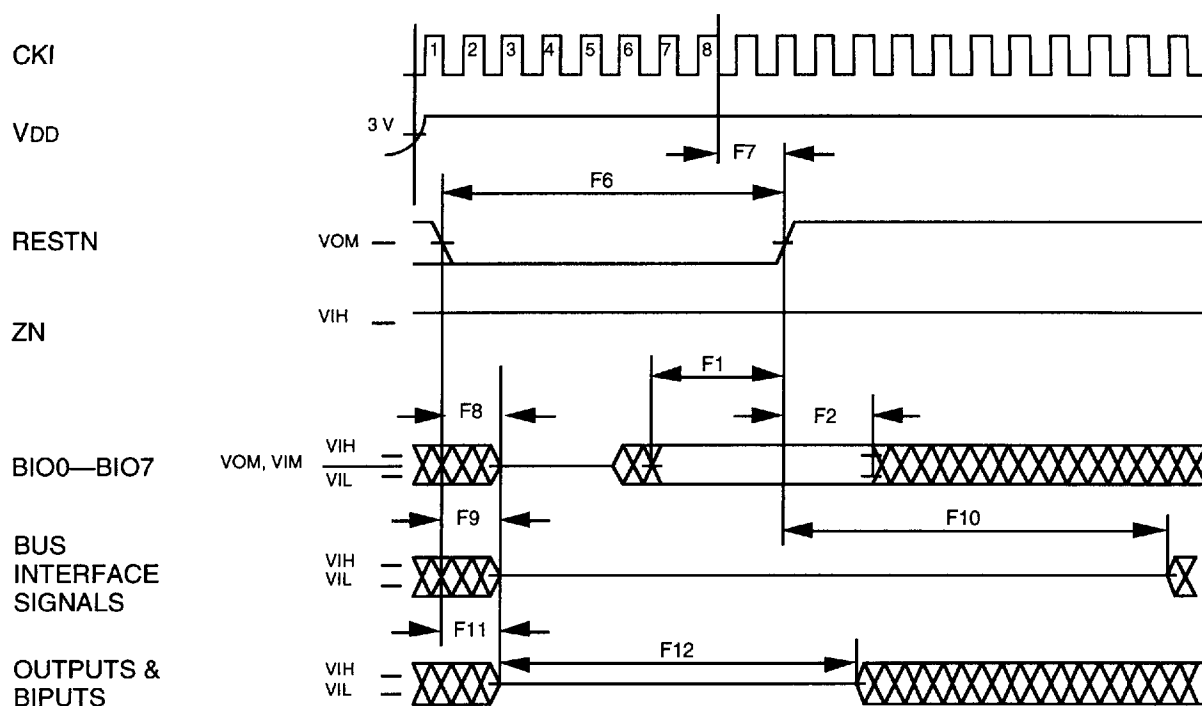 CKI
1 2 3 4 5 6 7 8
VDD
3 V
F7
F6
RESTN
VOM
ZN
VIH
F1
F8
F2
BIO0—BIO7
VOM, VIM
VIH
VIL
F9
F10
BUS
INTERFACE
SIGNALS
VIH
VIL
F11
F12
OUTPUTS &
BIPUTS
VIH
VIL